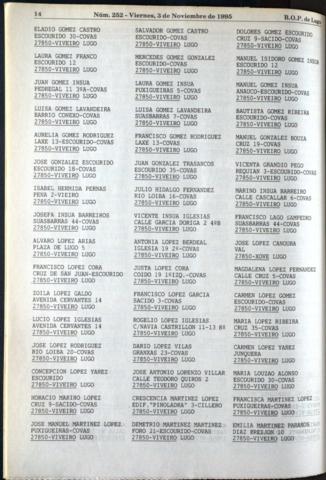 14 Núm. 252 - Viernes, 3 de Noviembre de 1995 B.O.P. de Lugo
ELADIO GOMEZ CASTRO
ESCOURIDO 30-COVAS
27850-VIVEIRO LUGO
LAURA GOMEZ FRANCO
ESCOURIDO 12
27850-VIVEIRO LUGO
JUAN GOMEZ INSUA
PEDREGAL 11 39A-COVAS
27850-VIVEIRO LUGO
LUISA GOMEZ LAVANDEIRA
BARRIO CONEXO-COVAS
27850-VIVEIRO LUGO
AURELIA GOMEZ RODRIGUEZ
LAXE 13-ESCOURIDO-COVAS
27850-VIVEIRO LUGO
JOSE GONZALEZ ESCOURIDO
ESCOURIDO 18-COVAS
27850-VIVEIRO LUGO
ISABEL HERMIDA PERNAS
PENA 2-VIEIRO
27850-VIVEIRO LUGO
JOSEFA INSUA BARREIROS
SUASBARRAS 44-COVAS
27850-VIVEIRO LUGO
ALVARO LOPEZ ARIAS
PLAZA DE LUGO 5
27850-VIVEIRO LUGO
FRANCISCO LOPEZ CORA
CRUZ DE SAN JUAN-ESCOURIDO
27850-VIVEIRO LUGO
ZOILA LOPEZ GALDO
AVENIDA CERVANTES 14
27850-VIVEIRO LUGO
LUCIO LOPEZ IGLESIAS
AVENIDA CERVANTES 14
27850-VIVEIRO LUGO
JOSE LOPEZ RODRIGUEZ
RIO LOIBA 20-COVAS
27850-VIVEIRO LUGO
CONCEPCION LOPEZ YAREZ
ESCOURIDO
27850-VIVEIRO LUGO
HORACIO MARIÑO LOPEZ
CRUZ 9-SACIDO-COVAS
27850-VIVEIRO LUGO
JOSE MANUEL MARTINEZ LOPEZ
FUXIGUEIRAS-COVAS
27850-VIVEIRO LUGO
SALVADOR GOMEZ CASTRO
ESCOURIDO-COVAS
27850-VIVEIRO LUGO
MERCEDES GOMEZ GONZALEZ
ESCOURIDO-COVAS
27850-VIVEIRO LUGO
LAURA GOMEZ INSUA
FUXIGUEIRAS 5-COVAS
27850-VIVEIRO LUGO
LUISA GOMEZ LAVANDEIRA
SUASBARRAS 7-COVAS
27850-VIVEIRO LUGO
FRANCISCO GOMEZ RODRIGUEZ
LAXE 13-COVAS
27850-VIVEIRO LUGO
JUAN GONZALEZ TRASANCOS
ESCOURIDO 35-COVAS
27850-VIVEIRO LUGO
JULIO HIDALGO FERNANDEZ
RIO LOIBA 16-COVAS
27850-VIVEIRO LUGO
VICENTE INSUA IGLESIAS
CALLE GARCIA DORIGA 2 4ºB
27850-VIVEIRO LUGO
ANTONIA LOPEZ BERDEAL
IGLESIA 19 2º-COVAS
27850-VIVEIRO LUGO
JUSTA LOPEZ CORA
COIDO 19 1ºIZQ.-COVAS
27850-VIVEIRO LUGO
FRANCISCO LOPEZ GARCIA
SACIDO 3-COVAS
27850-VIVEIRO LUGO
ROGELIO LOPEZ IGLESIAS
C/NAVIA CASTRILLON 11-13 8º
27850-VIVEIRO LUGO
DARIO LOPEZ VILAS
GRANXAS 23-COVAS
27850-VIVEIRO LUGO
JOSE ANTONIO LORENZO VILLAR
CALLE TEODORO QUIROS 2
27850-VIVEIRO LUGO
CRESCENCIA MARTINEZ LOPEZ
EDIF."PINOLADRA" 3-CILLERO
27850-VIVEIRO LUGO
DEMETRIO MARTINEZ MARTINEZ
FORO 21-ESCOURIDO-COVAS
27850-VIVEIRO LUGO
DOLORES GOMEZ ESCOURIDO
CRUZ 9-SACIDO-COVAS
27850-VIVEIRO LUGO
MANUEL ISIDORO GOMEZ INSUA
ESCOURIDO 12
27850-VIVEIRO LUGO
MANUEL GOMEZ INSUA
ANAUCO-ESCOURIDO-COVAS
27850-VIVEIRO LUGO
BAUTISTA GOMEZ RIBEIRA
ESCOURIDO-COVAS
27850-VIVEIRO LUGO
MANUEL GONZALEZ BOUZA
CRUZ 19-COVAS
27850-VIVEIRO LUGO
VICENTA GRANDIO PEGO
REQUIAN 3-ESCOURIDO-COVAS
27850-VIVEIRO LUGO
MARINO INSUA BARREIRO
CALLE CASCALLAR 6-COVAS
27850-VIVEIRO LUGO
FRANCISCO LAGO GAMPEIRO
SUASBARRAS 44-COVAS
27850-VIVEIRO LUGO
JOSE LOPEZ CANOURA
VAL
27850-XOVE LUGO
MAGDALENA LOPEZ FERNANDEZ
CALLE CRUZ 5-COVAS
27850-VIVEIRO LUGO
CARMEN LOPEZ GOMEZ
ESCOURIDO-COVAS
27850-VIVEIRO LUGO
MARIA LOPEZ RIBEIRA
CRUZ 35-COVAS
27850-VIVEIRO LUGO
CARMEN LOPEZ YAREZ
JUNQUERA
27850-VIVEIRO LUGO
MARIA LOUZAO ALONSO
ESCOURIDO 30-COVAS
27850-VIVEIRO LUGO
FRANCISCA MARTINEZ LOPEZ
FUXIGUEIRAS-COVAS
27850-VIVEIRO LUGO
EMILIA MARTINEZ
27850-VIVEIRO LUGO